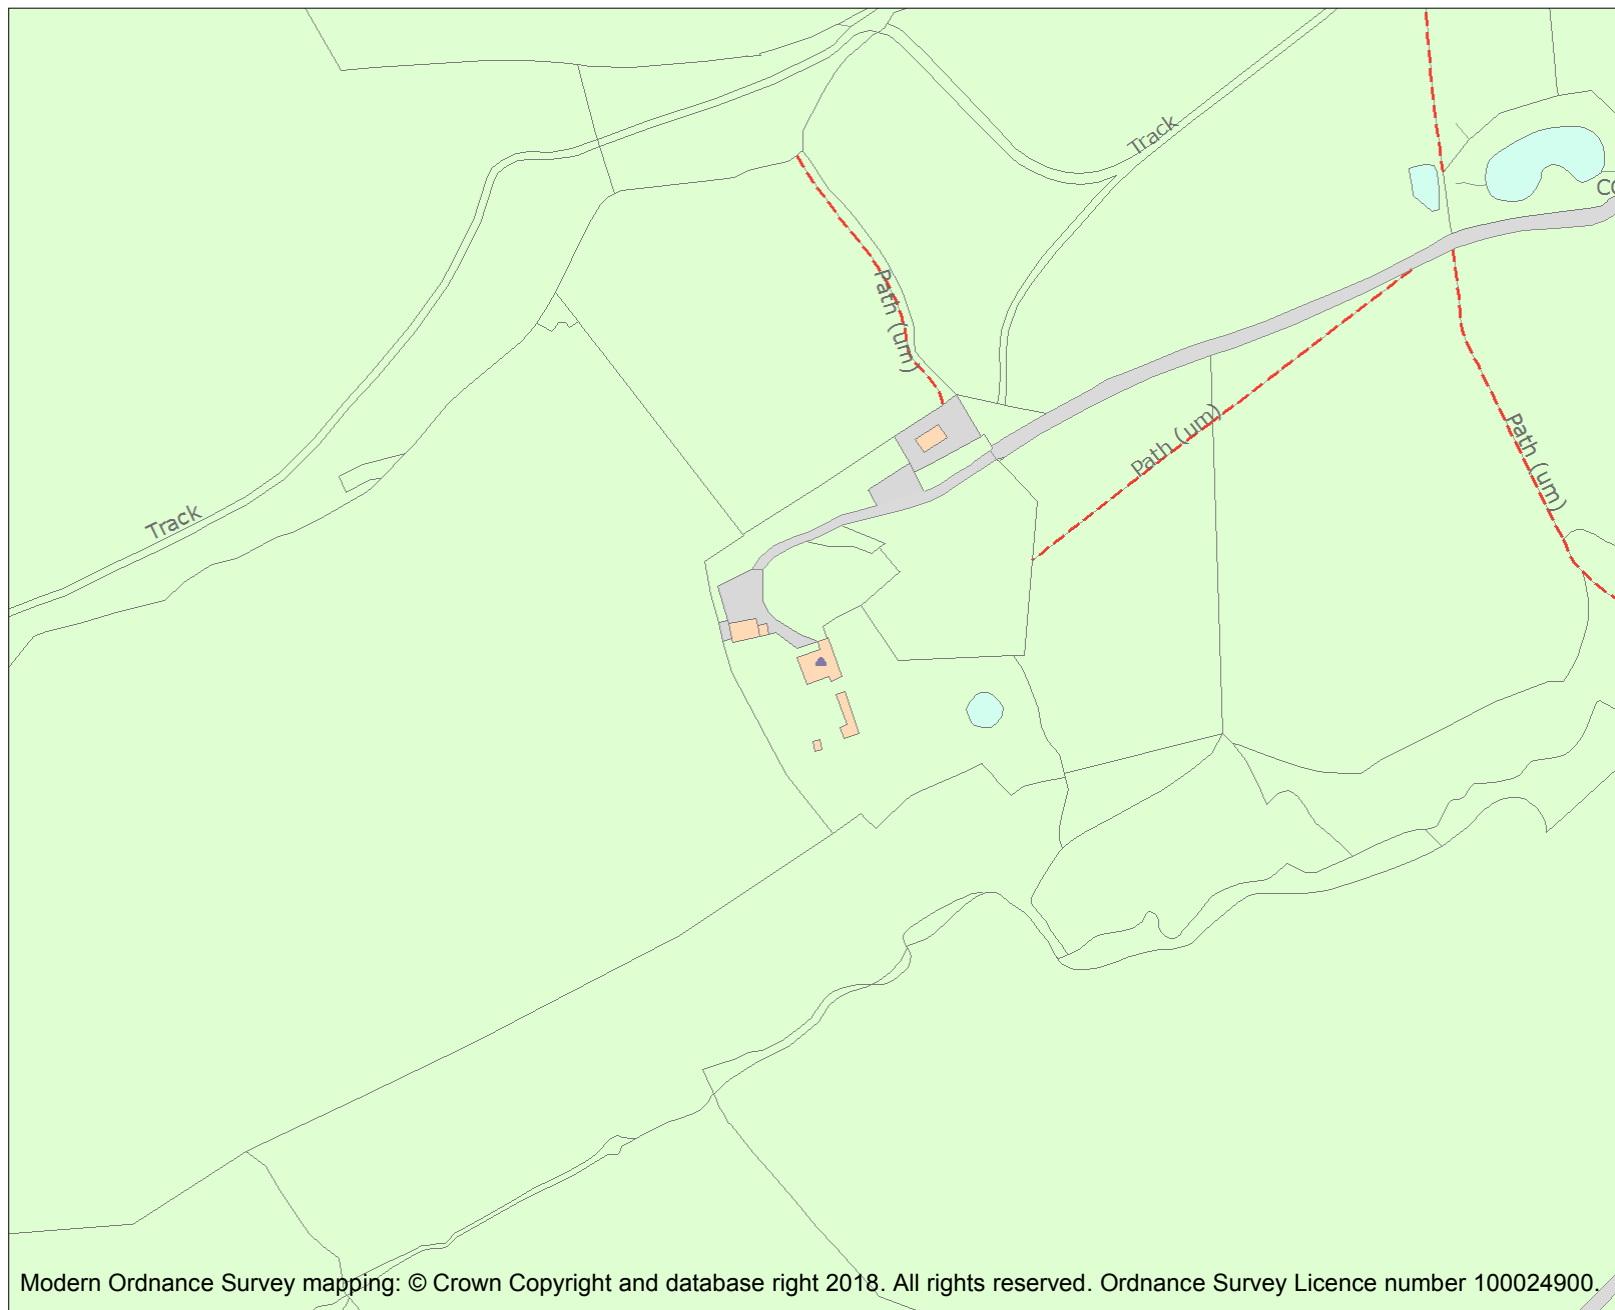 Track
Path (um)
Path (um)
Path (um)
Track
Modern Ordnance Survey mapping: © Crown Copyright and database right 2018. All rights reserved. Ordnance Survey Licence number 100024900.